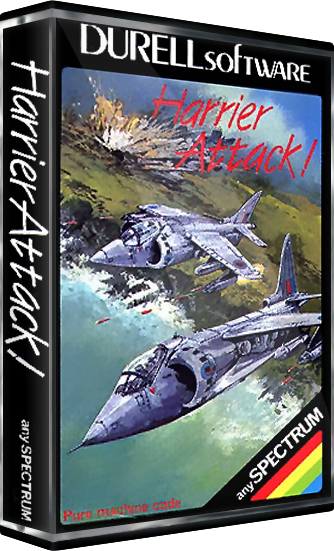 DURELL SOFTWARE
Harrier
Attack!
any SPECTRUM
Pure machine code
Harrier Attack!
any SPECTRUM